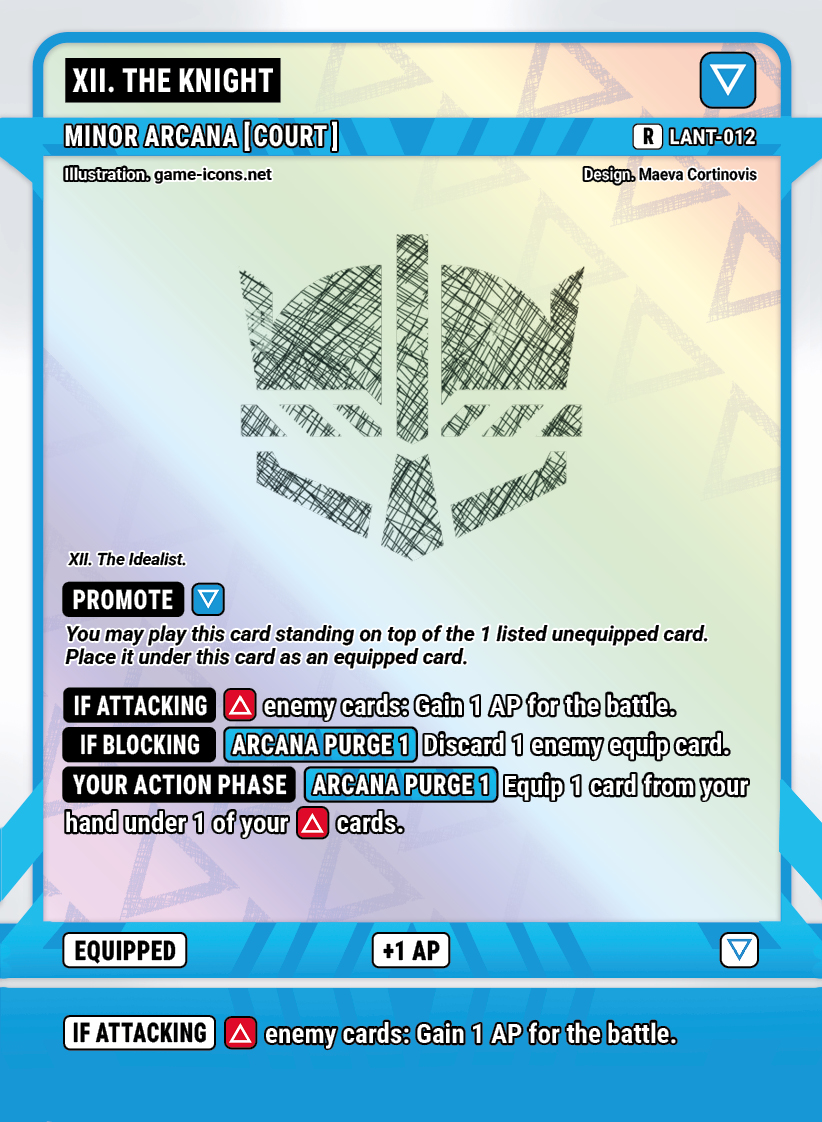 XII. THE KNIGHT
MINOR ARCANA [COURT]
R LANT-012
Illustration. game-icons.net
Design. Maeva Cortinovis
XII. The Idealist.
PROMOTE
You may play this card standing on top of the 1 listed unequipped card.
Place it under this card as an equipped card.
IF ATTACKING enemy cards: Gain 1 AP for the battle.
IF BLOCKING ARCANA PURGE 1 Discard 1 enemy equip card.
YOUR ACTION PHASE ARCANA PURGE 1 Equip 1 card from your
hand under 1 of your cards.
EQUIPPED +1 AP
IF ATTACKING enemy cards: Gain 1 AP for the battle.